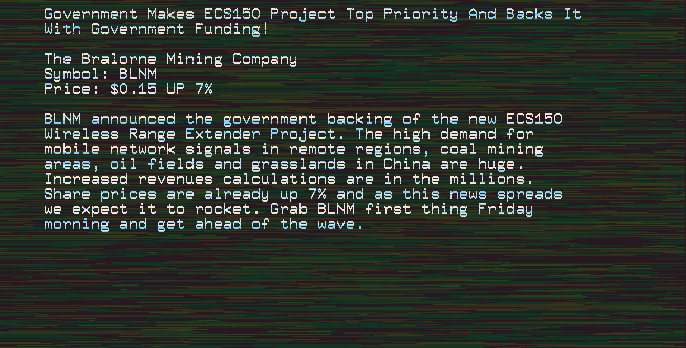 Government Makes ECS150 Project Top Priority And Backs It
With Government Funding!
The Bralorne Mining Company
Symbol: BLNM
Price: $0.15 UP 7%
BLNM announced the government backing of the new ECS150
Wireless Range Extender Project. The high demand for
mobile network signals in remote regions, coal mining
areas, oil fields and grasslands in China are huge.
Increased revenues calculations are in the millions.
Share prices are already up 7% and as this news spreads
we expect it to rocket. Grab BLNM first thing Friday
morning and get ahead of the wave.